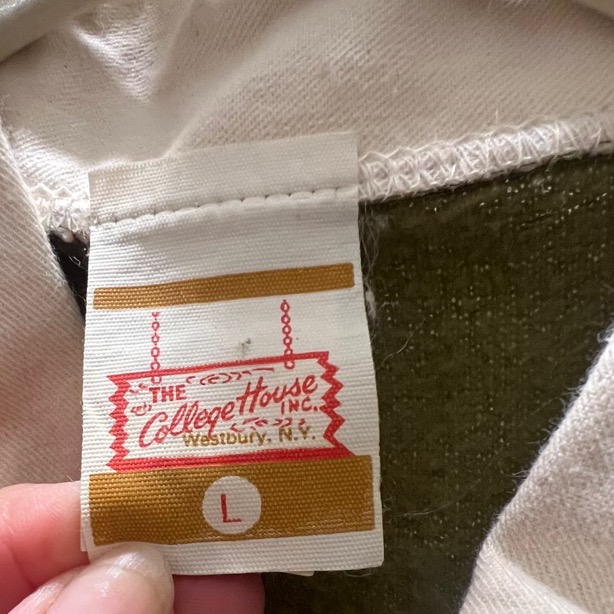 THE
College House
INC.
Westbury, N.Y.
L